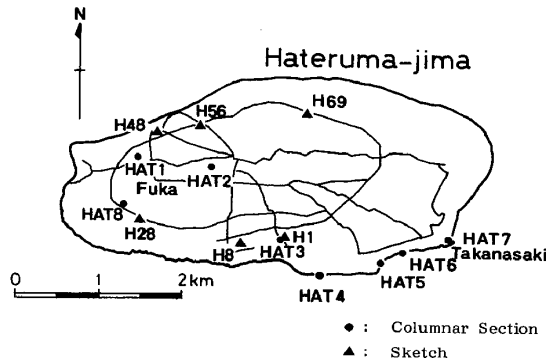 N
Hateruma-jima
H69
H56
H48
HAT1
HAT2
Fuka
HAT8
H28
H8
H1
HAT3
HAT7
Takanasaki
HAT6
HAT5
HAT4
0 1 2km
● : Columnar Section
▲ : Sketch